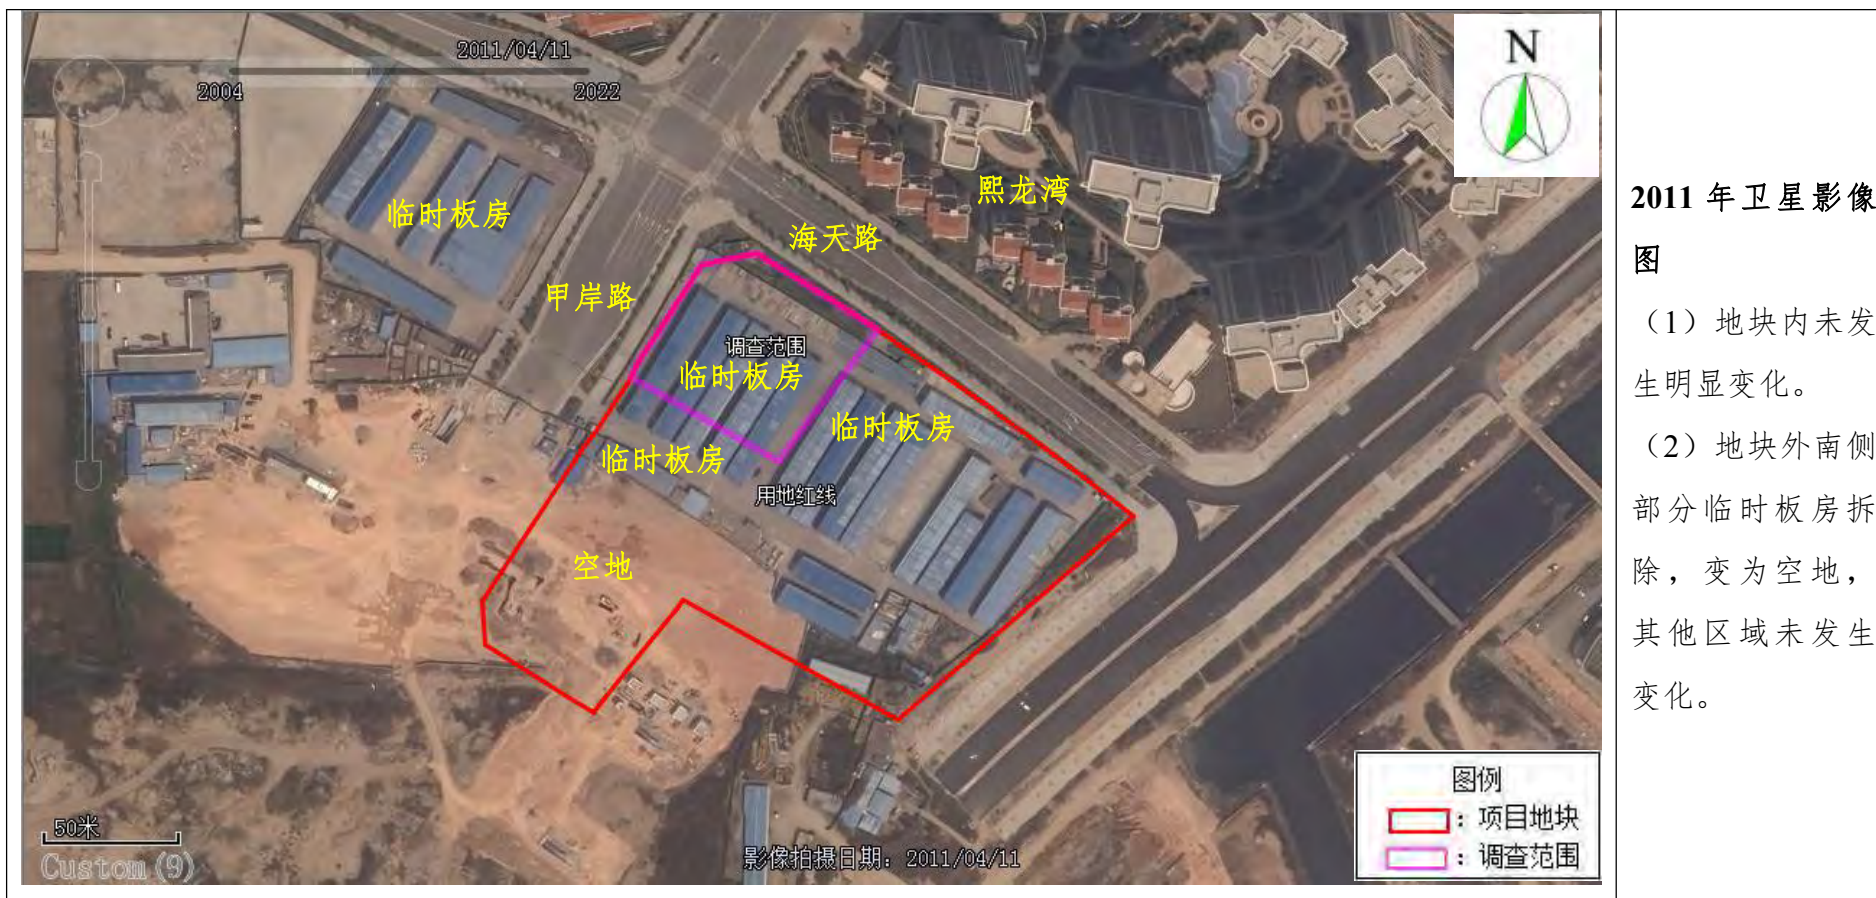 2011/04/11
2004
2022
N
熙龙湾
临时板房
海天路
甲岸路
调查范围
临时板房
临时板房
临时板房
用地红线
空地
图例
：项目地块
：调查范围
50米
Custom (9)
影像拍摄日期：2011/04/11
2011 年卫星影像
图
（1）地块内未发
生明显变化。
（2）地块外南侧
部分临时板房拆
除，变为空地，
其他区域未发生
变化。